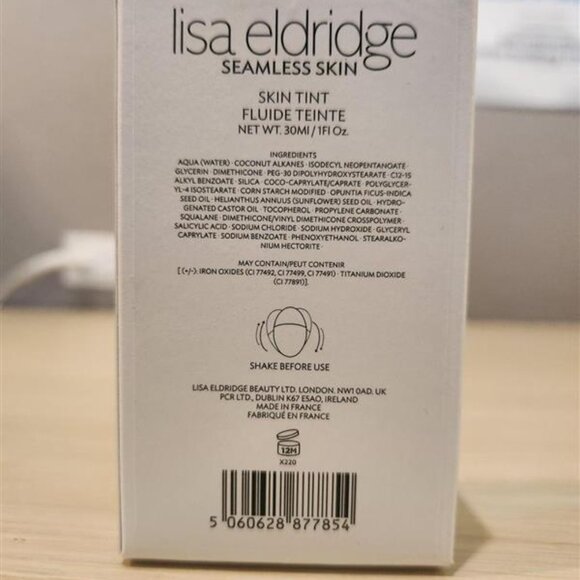 lisa eldridge
SEAMLESS SKIN
SKIN TINT
FLUIDE TEINTE
NET WT. 30Ml / 1Fl Oz.
INGREDIENTS
AQUA (WATER) · COCONUT ALKANES · ISODECYL NEOPENTANOATE ·
GLYCERIN · DIMETHICONE · PEG-30 DIPOLYHYDROXYSTEARATE · C12-15
ALKYL BENZOATE · SILICA · COCO-CAPRYLATE/CAPRATE · POLYGLYCER-
YL-4 ISOSTEARATE · CORN STARCH MODIFIED · OPUNTIA FICUS-INDICA
SEED OIL · HELIANTHUS ANNUUS (SUNFLOWER) SEED OIL · HYDRO-
GENATED CASTOR OIL · TOCOPHEROL · PROPYLENE CARBONATE ·
SQUALANE · DIMETHICONE/VINYL DIMETHICONE CROSSPOLYMER ·
SALICYLIC ACID · SODIUM CHLORIDE · SODIUM HYDROXIDE · GLYCERYL
CAPRYLATE · SODIUM BENZOATE · PHENOXYETHANOL · STEARALKO-
NIUM HECTORITE ·
MAY CONTAIN/PEUT CONTENIR
[ (+/-): IRON OXIDES (CI 77492, CI 77499, CI 77491) · TITANIUM DIOXIDE
(CI 77891)].
SHAKE BEFORE USE
LISA ELDRIDGE BEAUTY LTD. LONDON. NW1 0AD. UK
PCR LTD., DUBLIN K67 E5AO, IRELAND
MADE IN FRANCE
FABRIQUÉ EN FRANCE
12M
X220
5 060628 877854